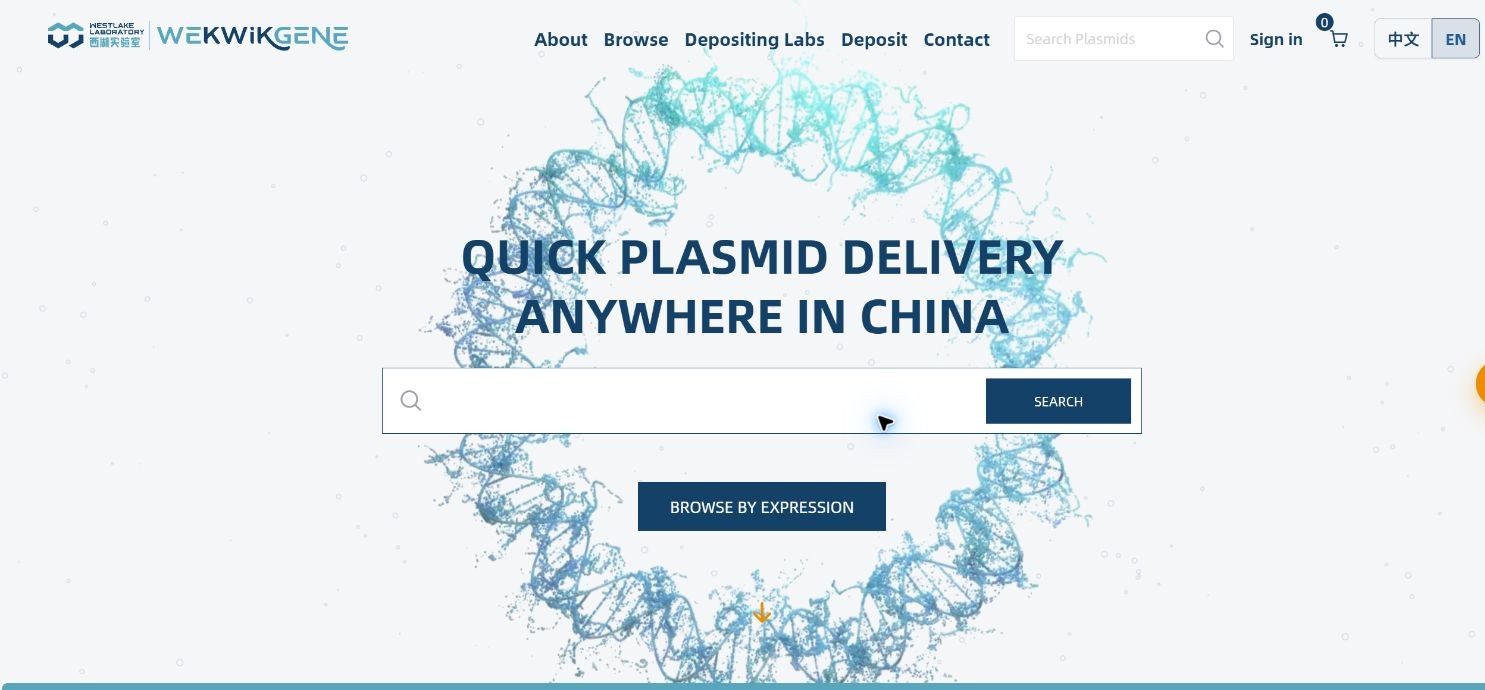 WESTLAKE
LABORATORY
西湖实验室
WEKWIKGENE
About Browse Depositing Labs Deposit Contact
Search Plasmids
Sign in
0
中文 EN
QUICK PLASMID DELIVERY
ANYWHERE IN CHINA
SEARCH
BROWSE BY EXPRESSION